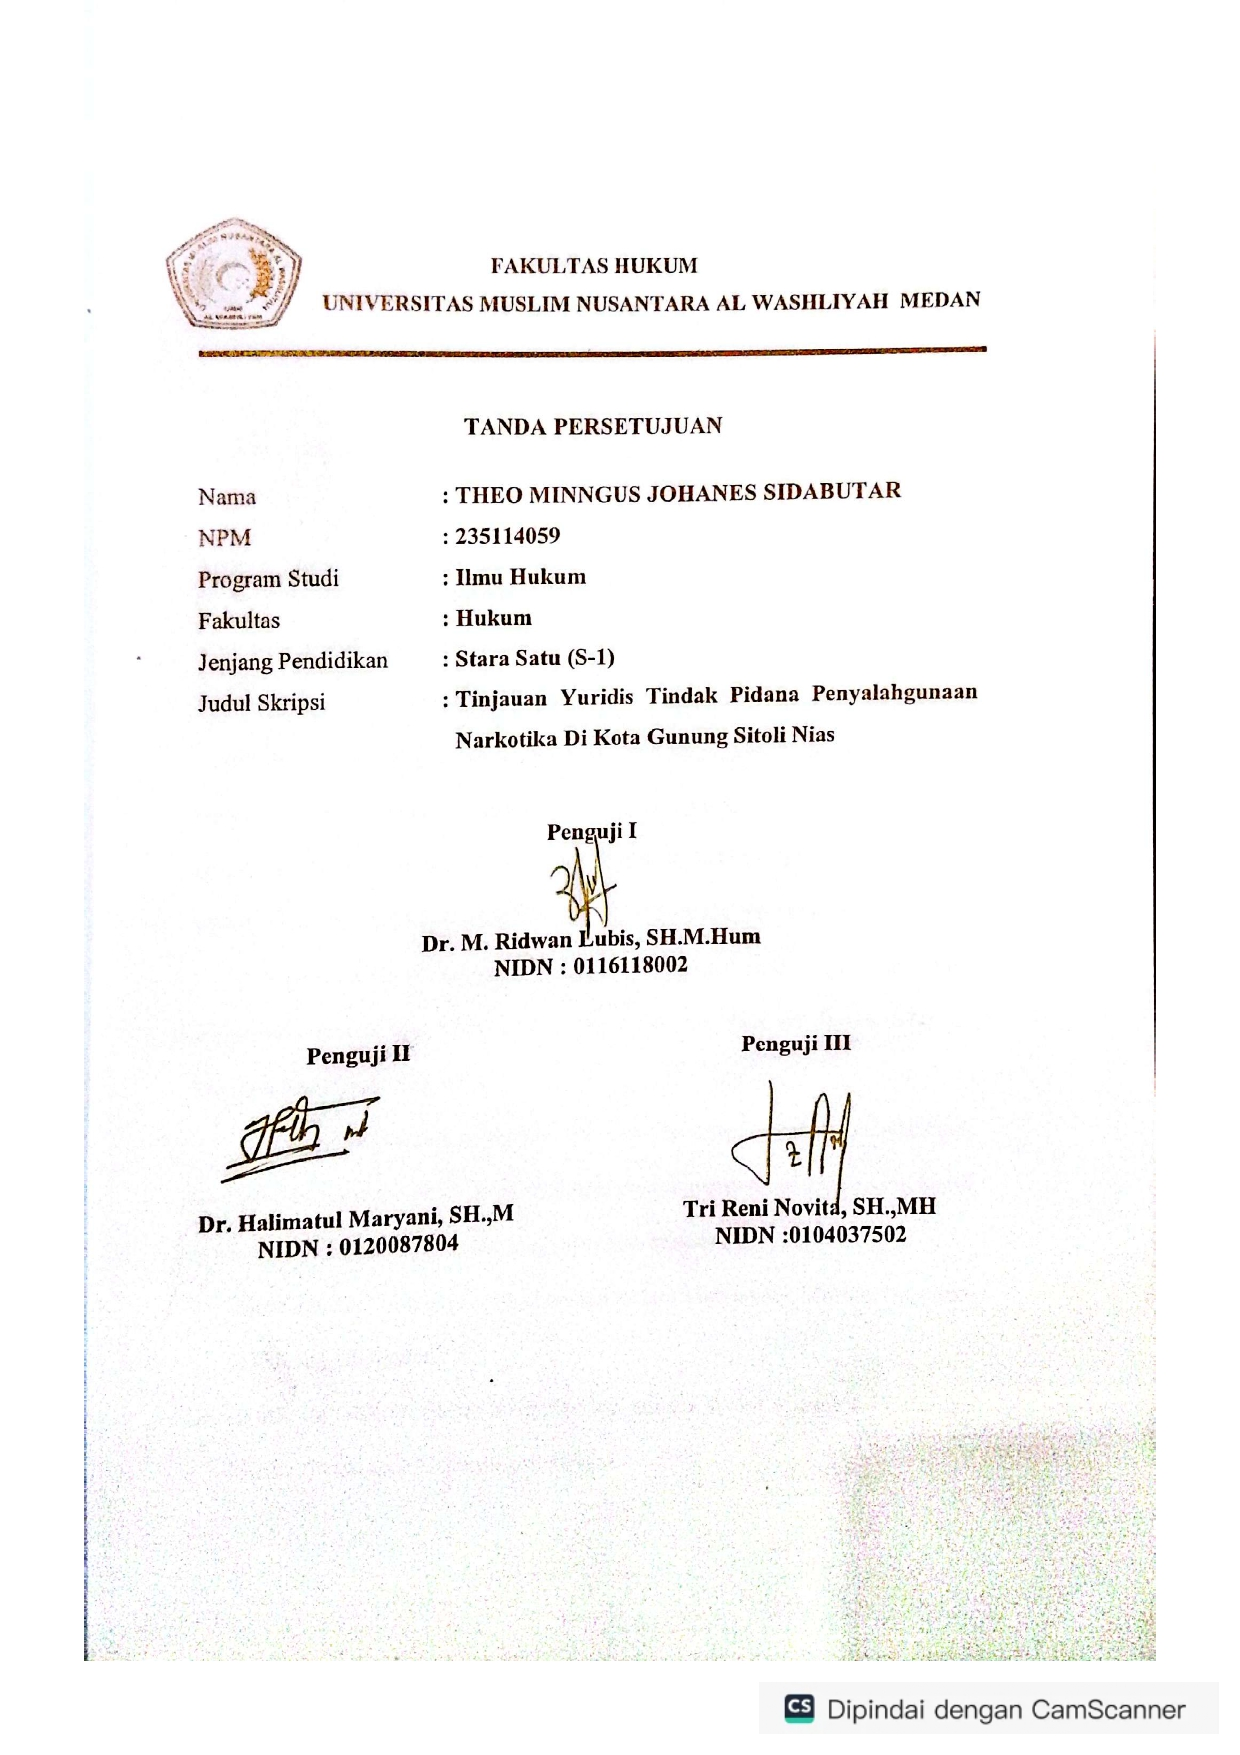 FAKULTAS HUKUM
UNIVERSITAS MUSLIM NUSANTARA AL WASHLIYAH MEDAN
TANDA PERSETUJUAN
Nama : THEO MINNGUS JOHANES SIDABUTAR
NPM : 235114059
Program Studi : Ilmu Hukum
Fakultas : Hukum
Jenjang Pendidikan : Stara Satu (S-1)
Judul Skripsi : Tinjauan Yuridis Tindak Pidana Penyalahgunaan
Narkotika Di Kota Gunung Sitoli Nias
Penguji I
Dr. M. Ridwan Lubis, SH.M.Hum
NIDN : 0116118002
Penguji II
Dr. Halimatul Maryani, SH.,M
NIDN : 0120087804
Penguji III
Tri Reni Novita, SH.,MH
NIDN :0104037502
CS Dipindai dengan CamScanner